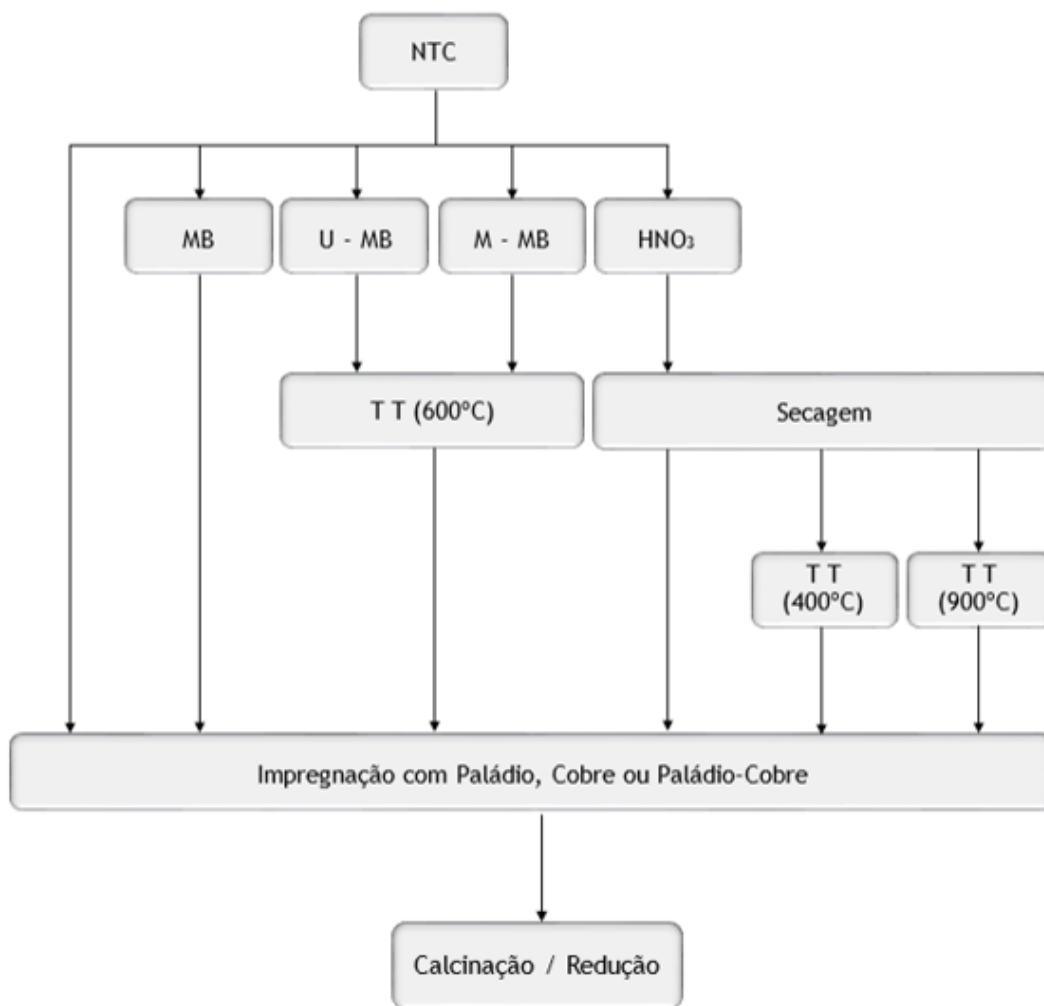 NTC
MB
U - MB
M - MB
HNO₃
T T (600ºC)
Secagem
T T
(400ºC)
T T
(900ºC)
Impregnação com Paládio, Cobre ou Paládio-Cobre
Calcinação / Redução